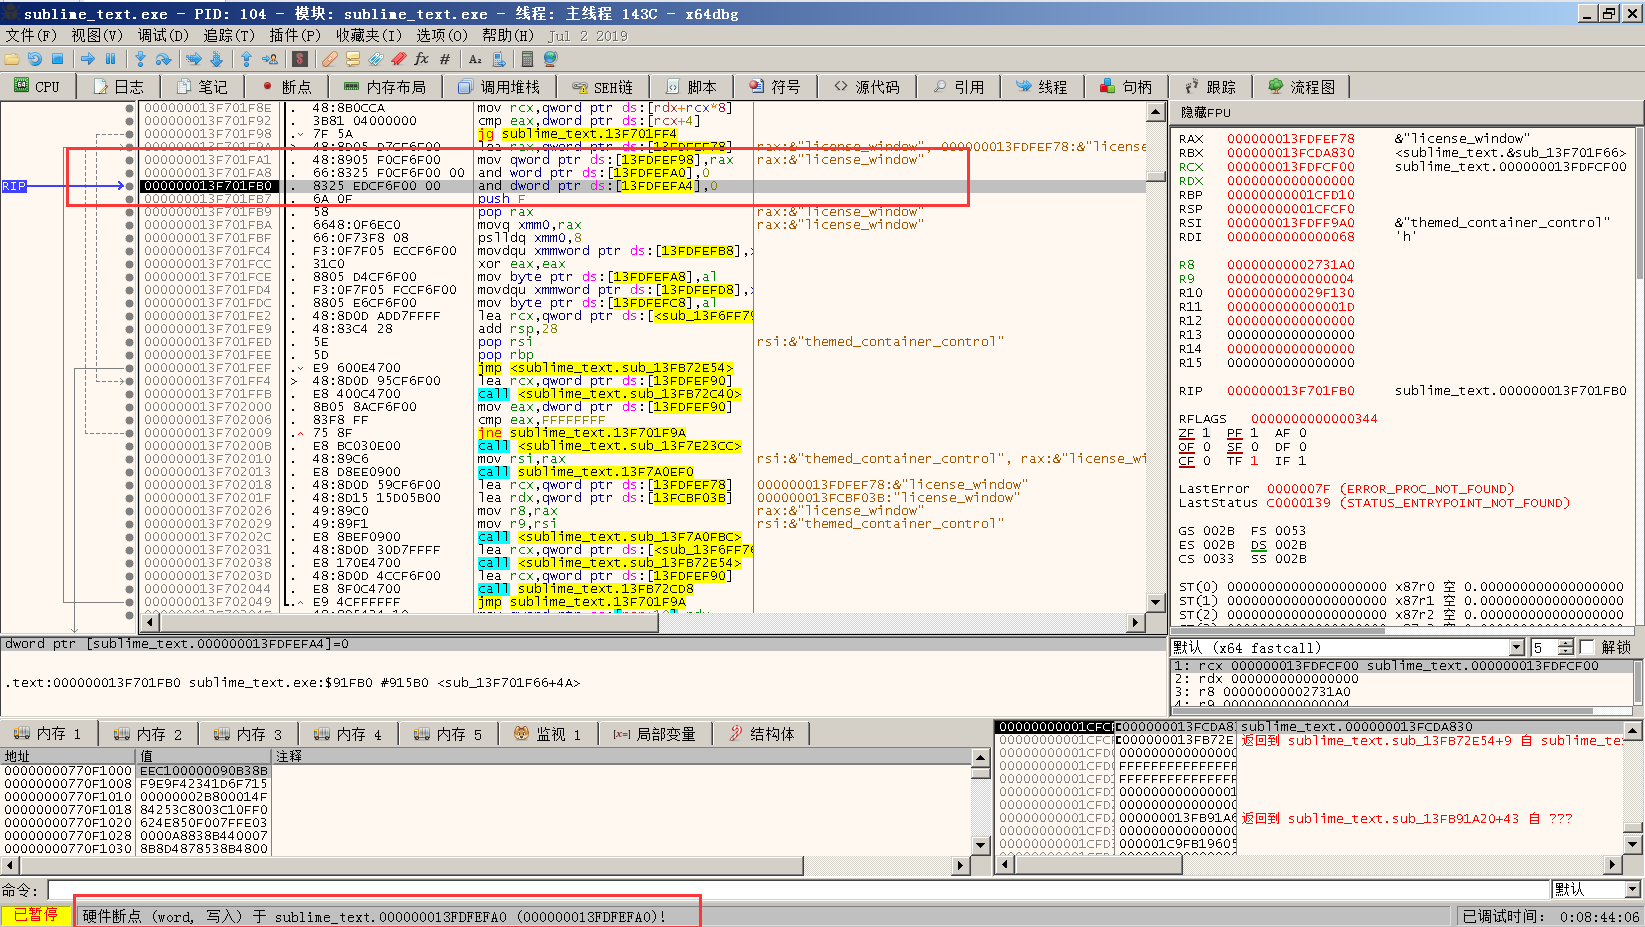 sublime_text.exe - PID: 104 - 模块: sublime_text.exe - 线程: 主线程 143C - x64dbg
文件(F) 视图(V) 调试(D) 追踪(T) 插件(P) 收藏夹(I) 选项(O) 帮助(H) Jul 2 2019
CPU 日志 笔记 断点 内存布局 调用堆栈 SEH链 脚本 符号 源代码 引用 线程 句柄 跟踪 流程图
000000013F701F8E . 48:8B0CCA mov rcx,qword ptr ds:[rdx+rcx*8]
000000013F701F92 . 3B81 04000000 cmp eax,dword ptr ds:[rcx+4]
000000013F701F98 . 7F 5A jg sublime_text.13F701FF4
000000013F701F9A . 48:8D05 D7CF6F00 lea rax,qword ptr ds:[13FDFEF78] rax:&"license_window", 000000013FDFEF78:&"license
000000013F701FA1 . 48:8905 F0CF6F00 mov qword ptr ds:[13FDFEF98],rax rax:&"license_window"
000000013F701FA8 . 66:8325 F0CF6F00 00 and word ptr ds:[13FDFEFA0],0
RIP 000000013F701FB0 . 8325 EDCF6F00 00 and dword ptr ds:[13FDFEFA4],0
000000013F701FB7 . 6A 0F push F
000000013F701FB9 . 58 pop rax rax:&"license_window"
000000013F701FBA . 6648:0F6EC0 movq xmm0,rax rax:&"license_window"
000000013F701FBF . 66:0F73F8 08 pslldq xmm0,8
000000013F701FC4 . F3:0F7F05 ECCF6F00 movdqu xmmword ptr ds:[13FDFEFB8],
000000013F701FCC . 31C0 xor eax,eax
000000013F701FCE . 8805 D4CF6F00 mov byte ptr ds:[13FDFEFA8],al
000000013F701FD4 . F3:0F7F05 FCCF6F00 movdqu xmmword ptr ds:[13FDFEFD8],
000000013F701FDC . 8805 E6CF6F00 mov byte ptr ds:[13FDFEFC8],al
000000013F701FE2 . 48:8D0D ADD7FFFF lea rcx,qword ptr ds:[<sub_13F6FF79
000000013F701FE9 . 48:83C4 28 add rsp,28
000000013F701FED . 5E pop rsi rsi:&"themed_container_control"
000000013F701FEE . 5D pop rbp
000000013F701FEF . E9 600E4700 jmp <sublime_text.sub_13FB72E54>
000000013F701FF4 > 48:8D0D 95CF6F00 lea rcx,qword ptr ds:[13FDFEF90]
000000013F701FFB . E8 400C4700 call <sublime_text.sub_13FB72C40>
000000013F702000 . 8B05 8ACF6F00 mov eax,dword ptr ds:[13FDFEF90]
000000013F702006 . 83F8 FF cmp eax,FFFFFFFF
000000013F702009 . 75 8F jne sublime_text.13F701F9A
000000013F70200B . E8 BC030E00 call <sublime_text.sub_13F7E23CC>
000000013F702010 . 48:89C6 mov rsi,rax rsi:&"themed_container_control", rax:&"license_wi
000000013F702013 . E8 D8EE0900 call sublime_text.13F7A0EF0
000000013F702018 . 48:8D0D 59CF6F00 lea rcx,qword ptr ds:[13FDFEF78] 000000013FDFEF78:&"license_window"
000000013F70201F . 48:8D15 15D05B00 lea rdx,qword ptr ds:[13FCBF03B] 000000013FCBF03B:"license_window"
000000013F702026 . 49:89C0 mov r8,rax rax:&"license_window"
000000013F702029 . 49:89F1 mov r9,rsi rsi:&"themed_container_control"
000000013F70202C . E8 8BEF0900 call <sublime_text.sub_13F7A0FBC>
000000013F702031 . 48:8D0D 30D7FFFF lea rcx,qword ptr ds:[<sub_13F6FF76
000000013F702038 . E8 170E4700 call <sublime_text.sub_13FB72E54>
000000013F70203D . 48:8D0D 4CCF6F00 lea rcx,qword ptr ds:[13FDFEF90]
000000013F702044 . E8 8F0C4700 call sublime_text.13FB72CD8
000000013F702049 . E9 4CFFFFFF jmp sublime_text.13F701F9A
隐藏FPU
RAX 000000013FDFEF78 &"license_window"
RBX 000000013FCDA830 <sublime_text.&sub_13F701F66>
RCX 000000013FDFCF00 sublime_text.000000013FDFCF00
RDX 0000000000000000
RBP 00000000001CFD10
RSP 00000000001CFCF0
RSI 000000013FDFF9A0 &"themed_container_control"
RDI 0000000000000068 'h'
R8 00000000002731A0
R9 0000000000000004
R10 000000000029F130
R11 000000000000001D
R12 0000000000000000
R13 0000000000000000
R14 0000000000000000
R15 0000000000000000
RIP 000000013F701FB0 sublime_text.000000013F701FB0
RFLAGS 0000000000000344
ZF 1 PF 1 AF 0
OF 0 SF 0 DF 0
CF 0 TF 1 IF 1
LastError 0000007F (ERROR_PROC_NOT_FOUND)
LastStatus C0000139 (STATUS_ENTRYPOINT_NOT_FOUND)
GS 002B FS 0053
ES 002B DS 002B
CS 0033 SS 002B
ST(0) 00000000000000000000 x87r0 空 0.000000000000000000
ST(1) 00000000000000000000 x87r1 空 0.000000000000000000
ST(2) 00000000000000000000 x87r2 空 0.000000000000000000
dword ptr [sublime_text.000000013FDFEFA4]=0
.text:000000013F701FB0 sublime_text.exe:$91FB0 #915B0 <sub_13F701F66+4A>
默认 (x64 fastcall) 5 解锁
1: rcx 000000013FDFCF00 sublime_text.000000013FDFCF00
2: rdx 0000000000000000
3: r8 00000000002731A0
4: r9 0000000000000004
内存 1 内存 2 内存 3 内存 4 内存 5 监视 1 [x=] 局部变量 结构体
地址 值 注释
00000000770F1000 EEC100000090B38B
00000000770F1008 F9E9F42341D6F715
00000000770F1010 00000002B800014F
00000000770F1018 84253C8003C10FF0
00000000770F1020 624E850F007FFE03
00000000770F1028 0000A8838B440007
00000000770F1030 8B8D4878538B4800
000000013FCDA8 sublime_text.000000013FCDA830
000000013FB72E 返回到 sublime_text.sub_13FB72E54+9 自 sublime_te
00000000000000
FFFFFFFFFFFFFF
FFFFFFFFFFFFFF
00000000000000
000000013FB91A 返回到 sublime_text.sub_13FB91A20+43 自 ???
00000000000000
000001C9FB1960
命令: 默认
已暂停 硬件断点 (word, 写入) 于 sublime_text.000000013FDFEFA0 (000000013FDFEFA0)! 已调试时间: 0:08:44:06